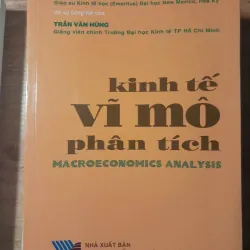 Giáo sư Kinh tế học (Emeritus) Đại học New Mexico, Hoa Kỳ
TRẦN VĂN HÙNG
Giảng viên chính Trường Đại học Kinh tế TP Hồ Chí Minh
kinh tế
vĩ mô
phân tích
MACROECONOMICS ANALYSIS
NHÀ XUẤT BẢN